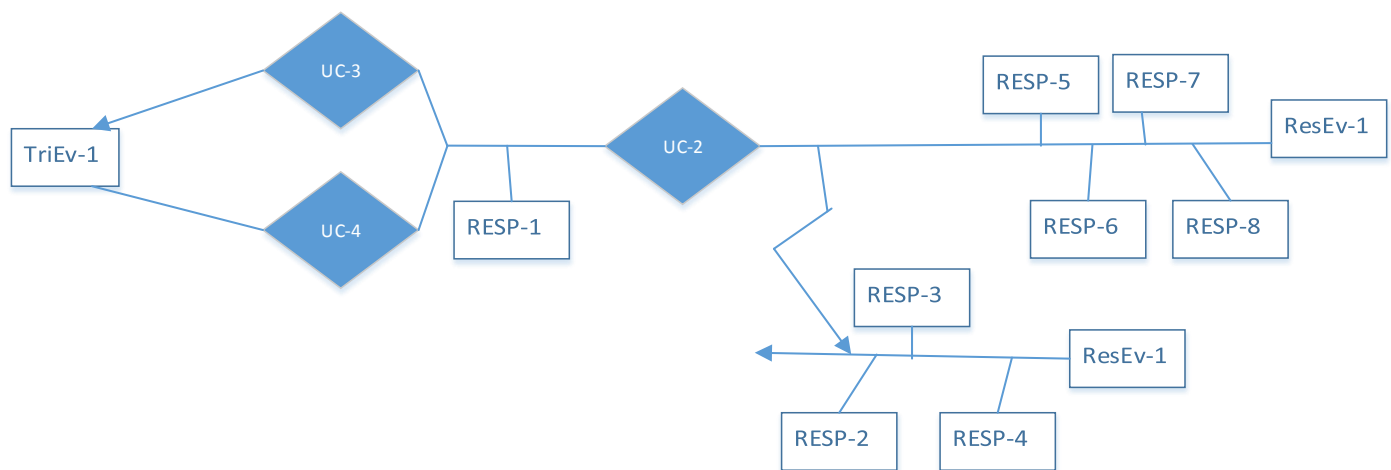 UC-3
RESP-5
RESP-7
ResEv-1
TriEv-1
UC-2
RESP-1
UC-4
RESP-6
RESP-8
RESP-3
ResEv-1
RESP-2
RESP-4